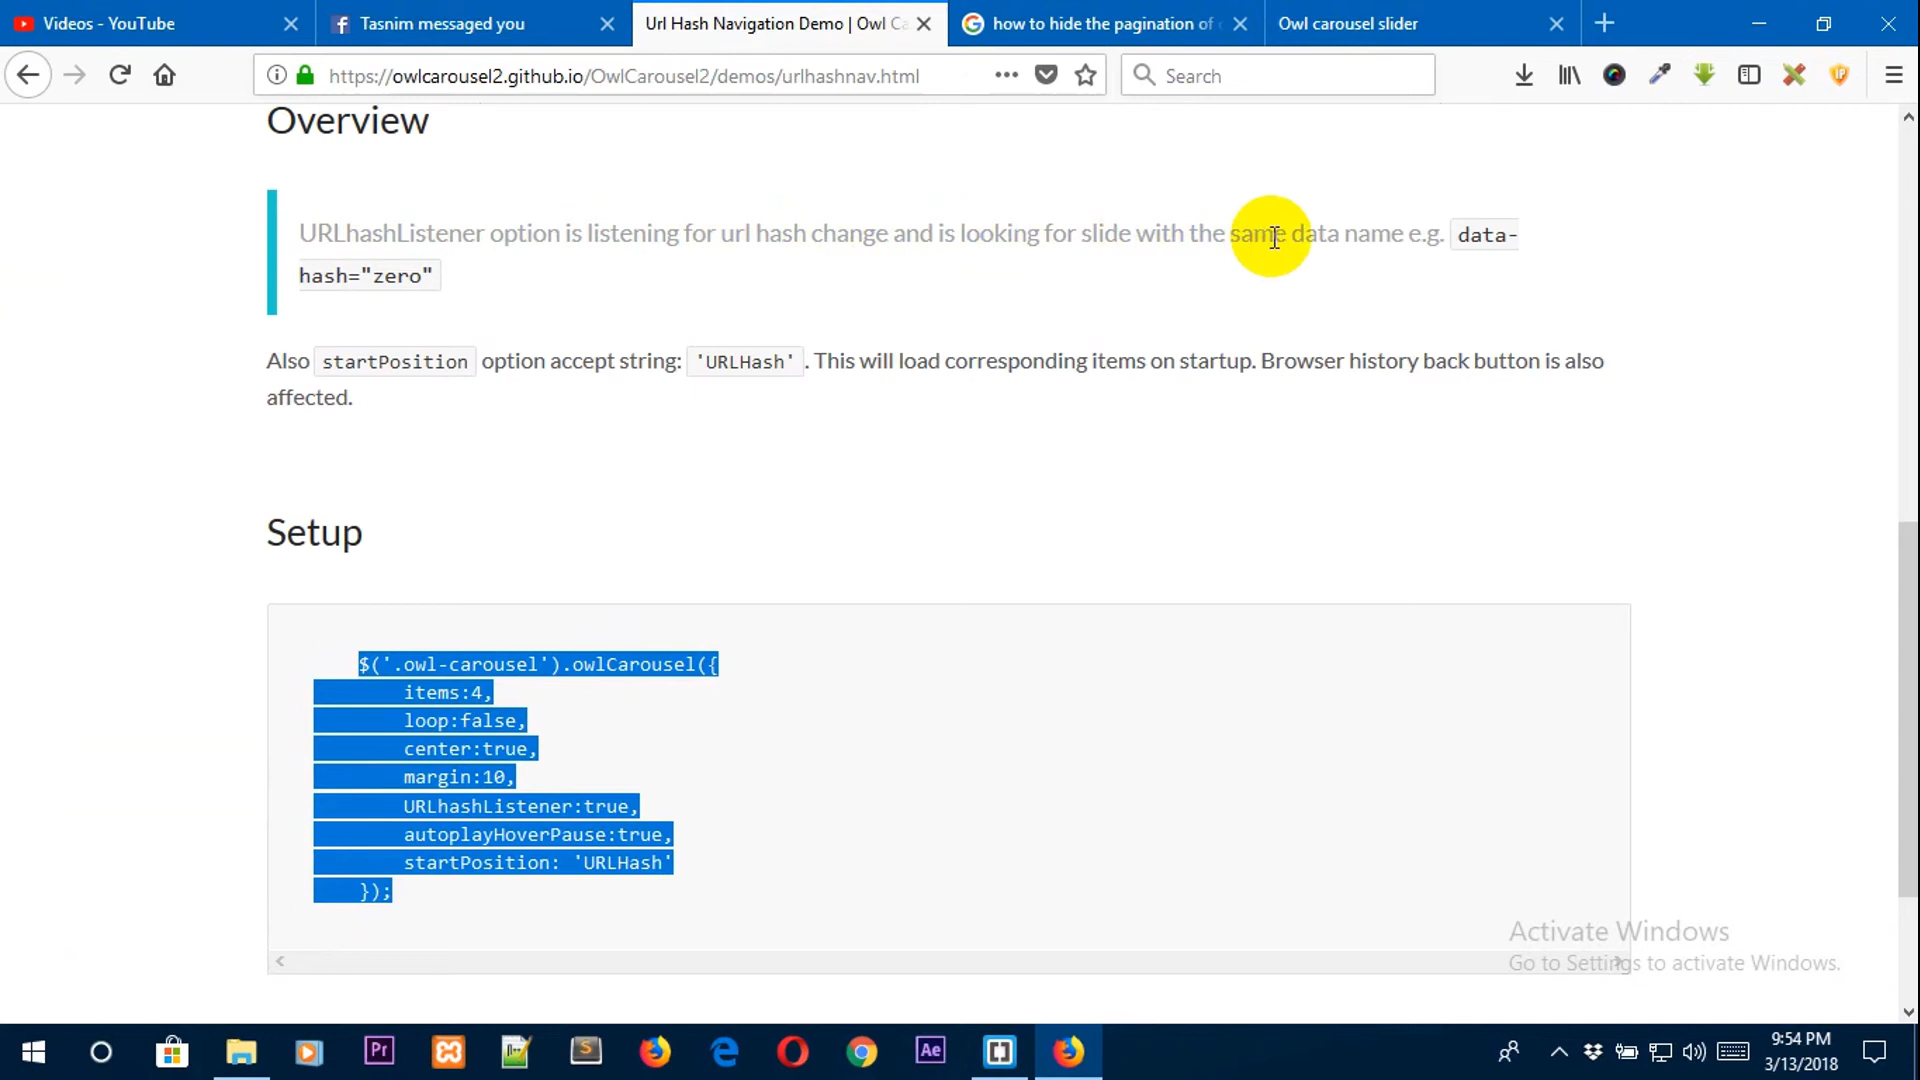 Videos - YouTube
Tasnim messaged you
Url Hash Navigation Demo | Owl Ca
how to hide the pagination of
Owl carousel slider
https://owlcarousel2.github.io/OwlCarousel2/demos/urlhashnav.html
Search
Overview
URLhashListener option is listening for url hash change and is looking for slide with the same data name e.g. data-
hash="zero"
Also startPosition option accept string: 'URLHash'. This will load corresponding items on startup. Browser history back button is also
affected.
Setup
$('.owl-carousel').owlCarousel({
items:4,
loop:false,
center:true,
margin:10,
URLhashListener:true,
autoplayHoverPause:true,
startPosition: 'URLHash'
});
Activate Windows
Go to Settings to activate Windows.
Pr
Ae
9:54 PM
3/13/2018